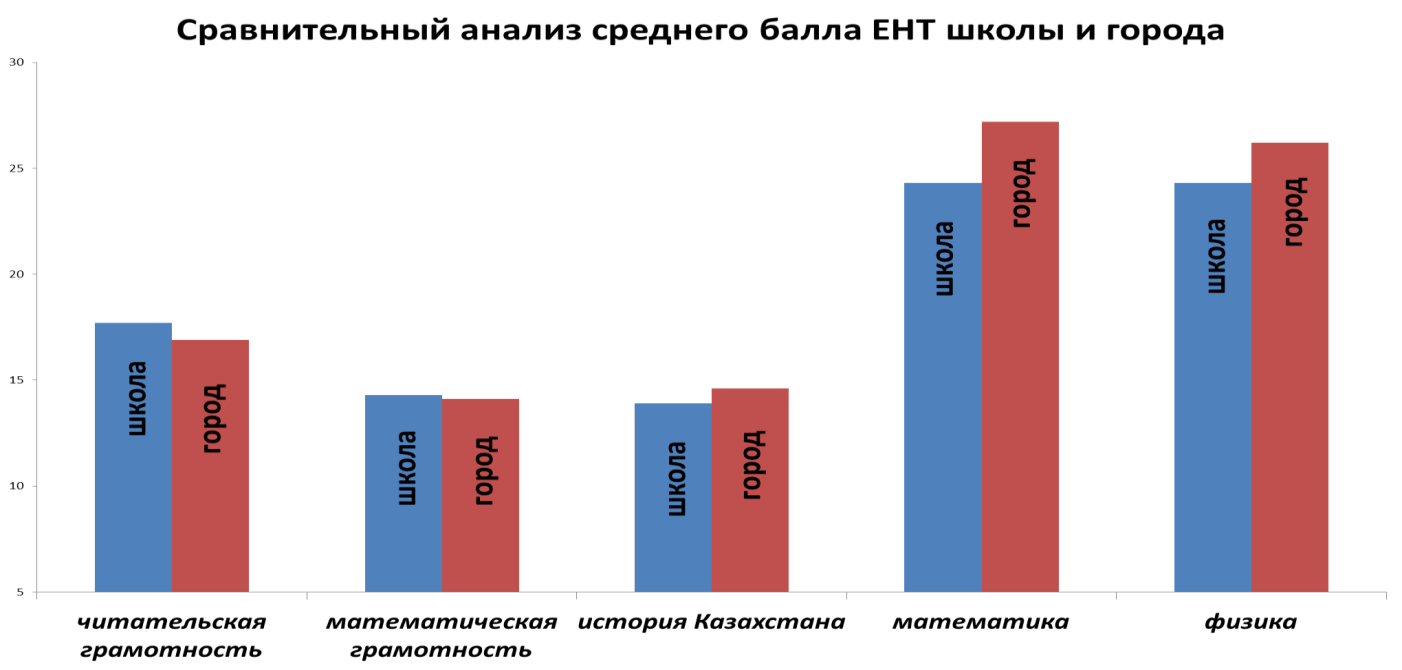 Сравнительный анализ среднего балла ЕНТ школы и города
30
25
20
15
10
5
школа
город
школа
город
школа
город
школа
город
школа
город
читательская
грамотность
математическая
грамотность
история Казахстана
математика
физика